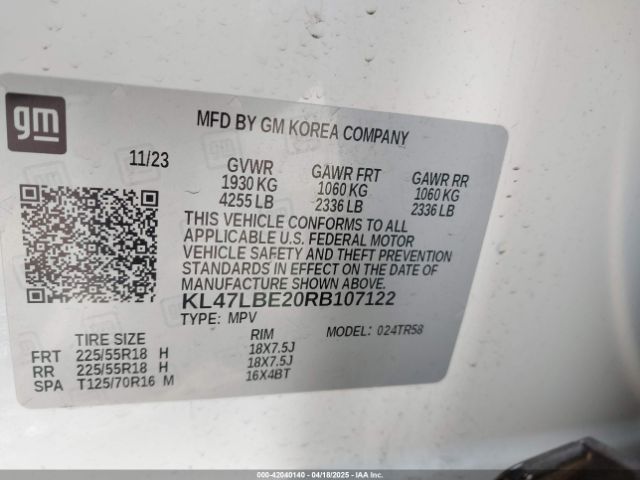 gm
MFD BY GM KOREA COMPANY
11/23
GVWR GAWR FRT GAWR RR
1930 KG 1060 KG 1060 KG
4255 LB 2336 LB 2336 LB
THIS VEHICLE CONFORMS TO ALL
APPLICABLE U.S. FEDERAL MOTOR
VEHICLE SAFETY AND THEFT PREVENTION
STANDARDS IN EFFECT ON THE DATE OF
MANUFACTURE SHOWN ABOVE.
KL47LBE20RB107122
TYPE: MPV MODEL: 024TR58
TIRE SIZE RIM
FRT 225/55R18 H 18X7.5J
RR 225/55R18 H 18X7.5J
SPA T125/70R16 M 16X4BT
000-42040140 - 04/18/2025 - IAAI.COM